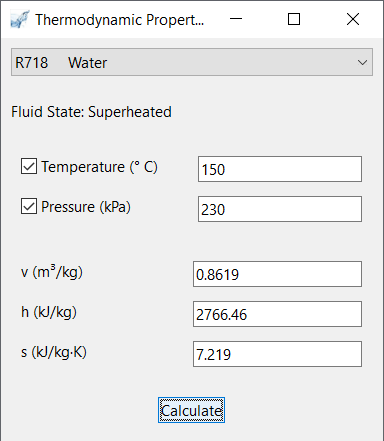 Thermodynamic Propert...
R718 Water
Fluid State: Superheated
Temperature (° C) 150
Pressure (kPa) 230
v (m³/kg) 0.8619
h (kJ/kg) 2766.46
s (kJ/kg·K) 7.219
Calculate